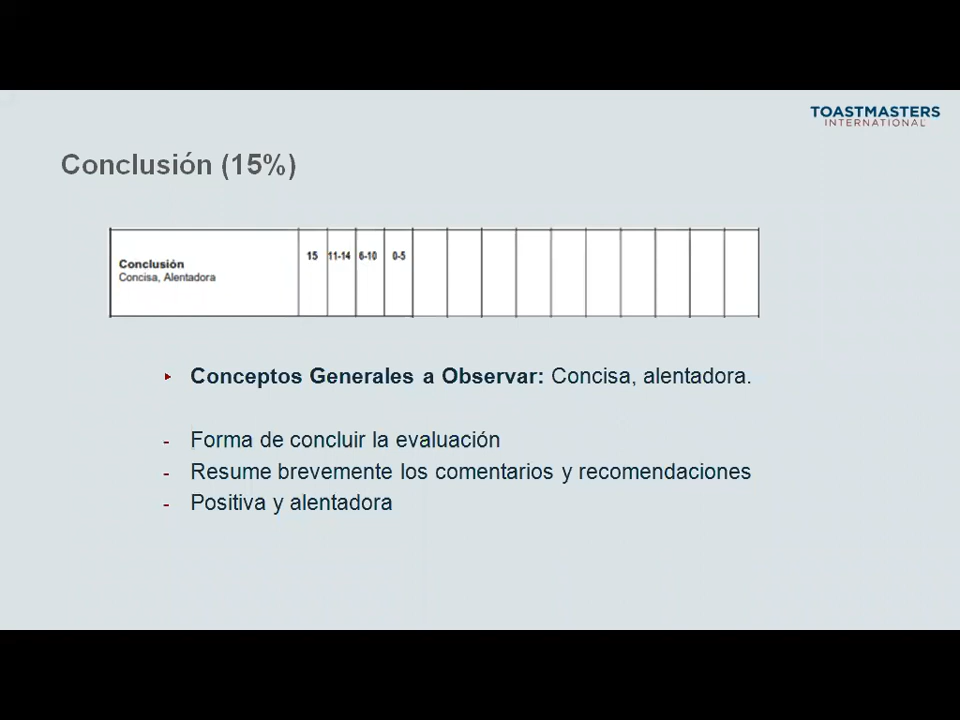 TOASTMASTERS
INTERNATIONAL
Conclusión (15%)
Conclusión
Concisa, Alentadora
15 11-14 6-10 0-5
Conceptos Generales a Observar: Concisa, alentadora.
- Forma de concluir la evaluación
- Resume brevemente los comentarios y recomendaciones
- Positiva y alentadora